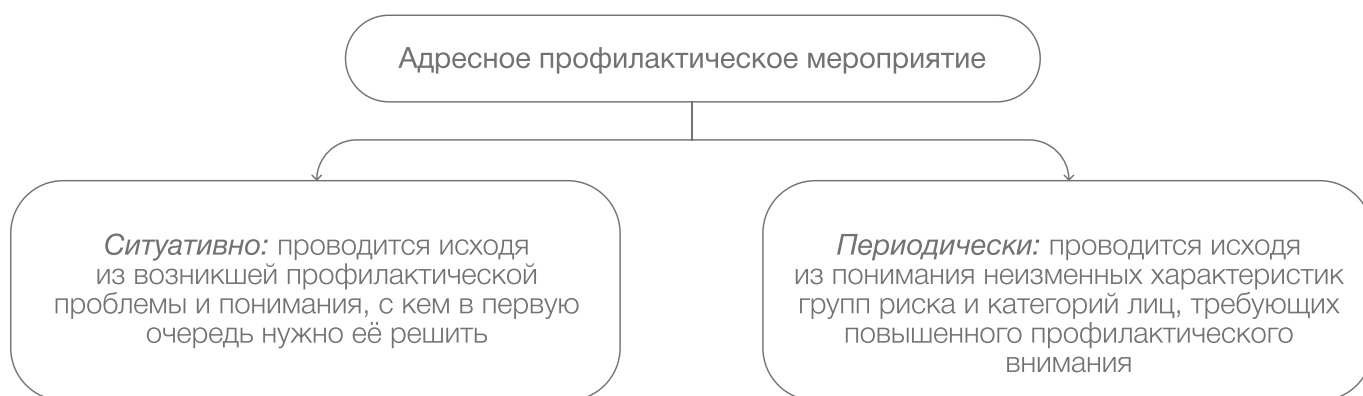 Адресное профилактическое мероприятие
Ситуативно: проводится исходя
из возникшей профилактической
проблемы и понимания, с кем в первую
очередь нужно её решить
Периодически: проводится исходя
из понимания неизменных характеристик
групп риска и категорий лиц, требующих
повышенного профилактического
внимания